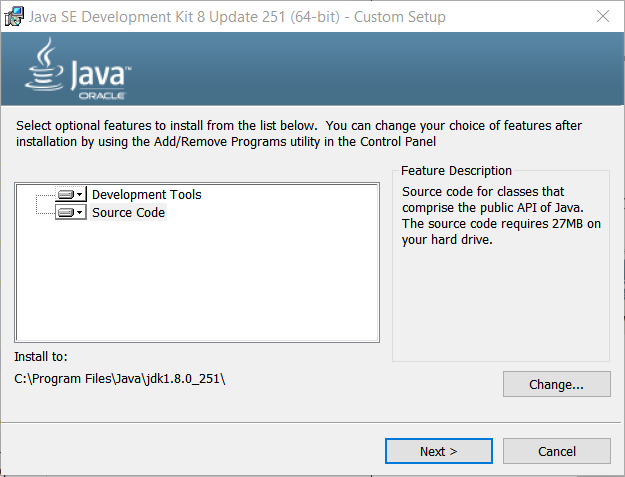 Java SE Development Kit 8 Update 251 (64-bit) - Custom Setup
Java™
ORACLE
Select optional features to install from the list below. You can change your choice of features after
installation by using the Add/Remove Programs utility in the Control Panel
Development Tools
Source Code
Feature Description
Source code for classes that
comprise the public API of Java.
The source code requires 27MB on
your hard drive.
Install to:
C:\Program Files\Java\jdk1.8.0_251\
Change...
Next >
Cancel